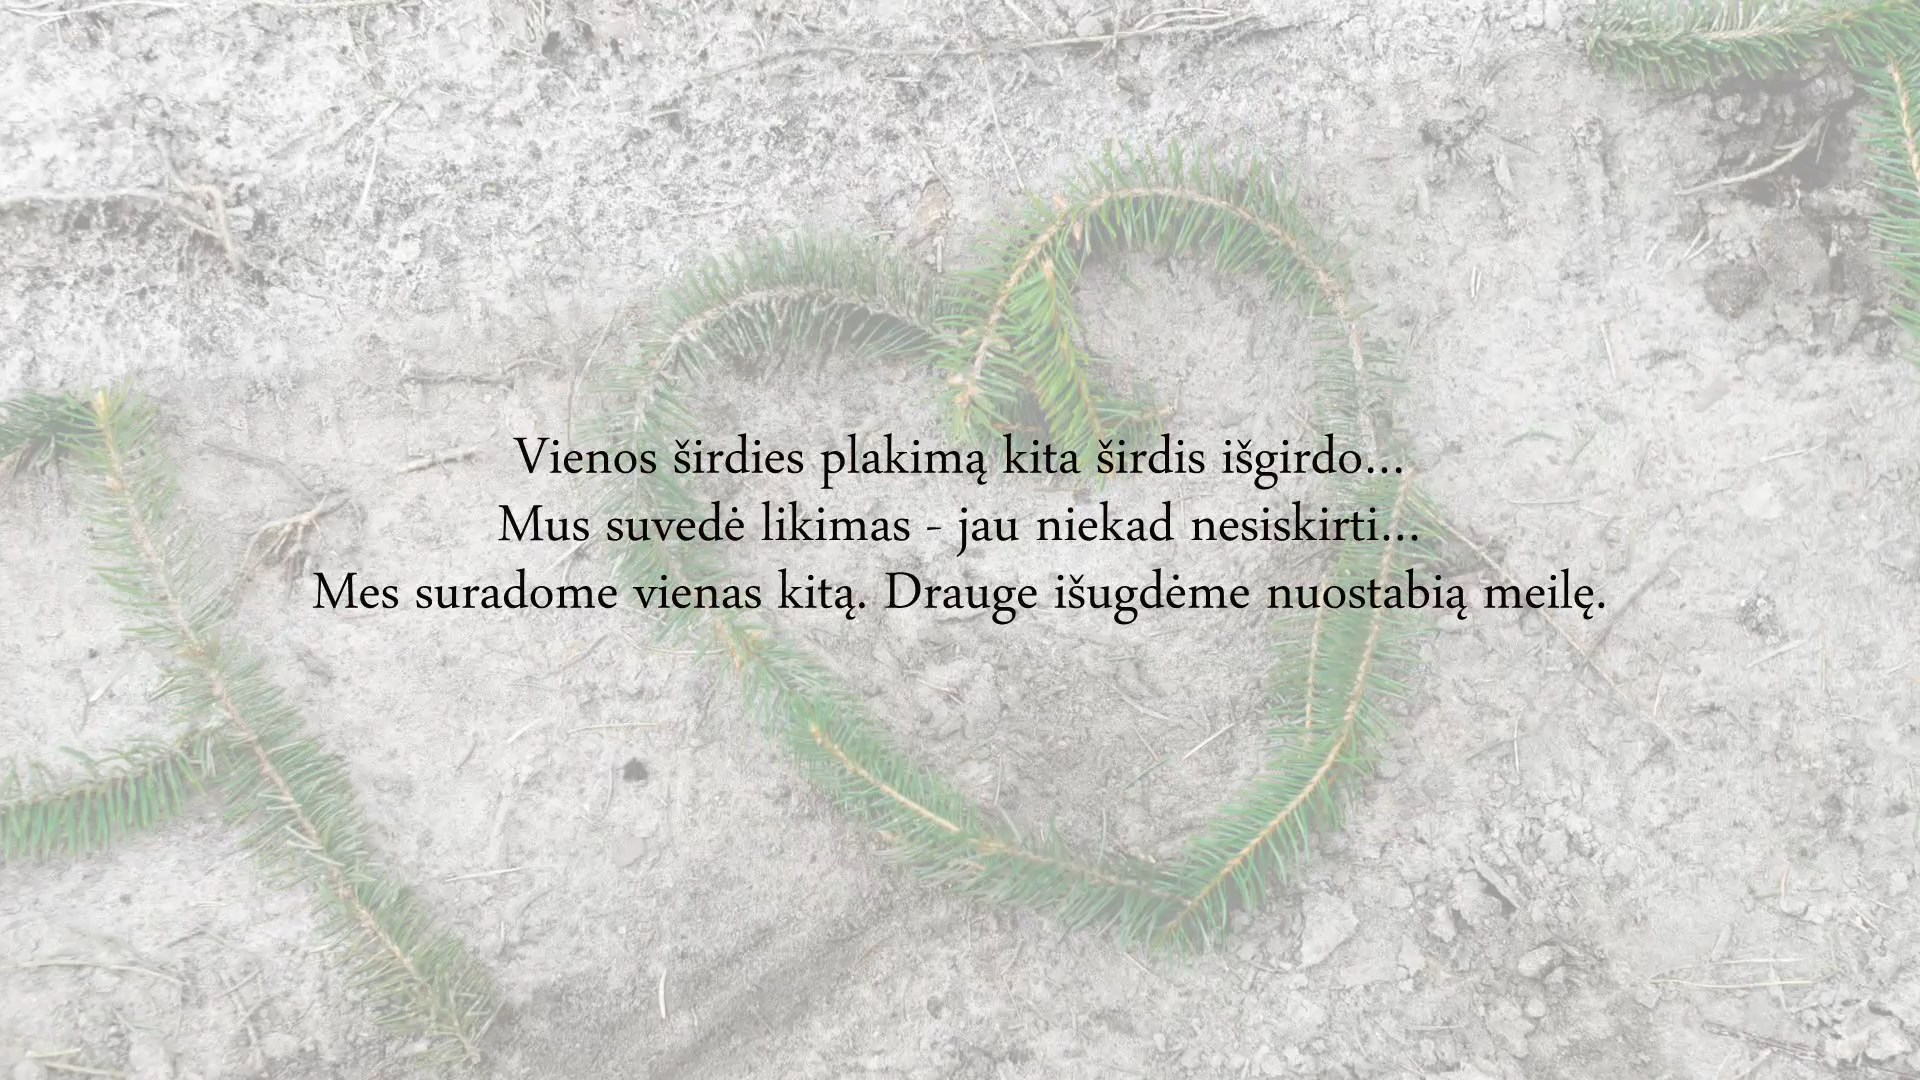 Vienos širdies plakimą kita širdis išgirdo...
Mus suvedė likimas - jau niekad nesiskirti...
Mes suradome vienas kitą. Drauge išugdėme nuostabią meilę.